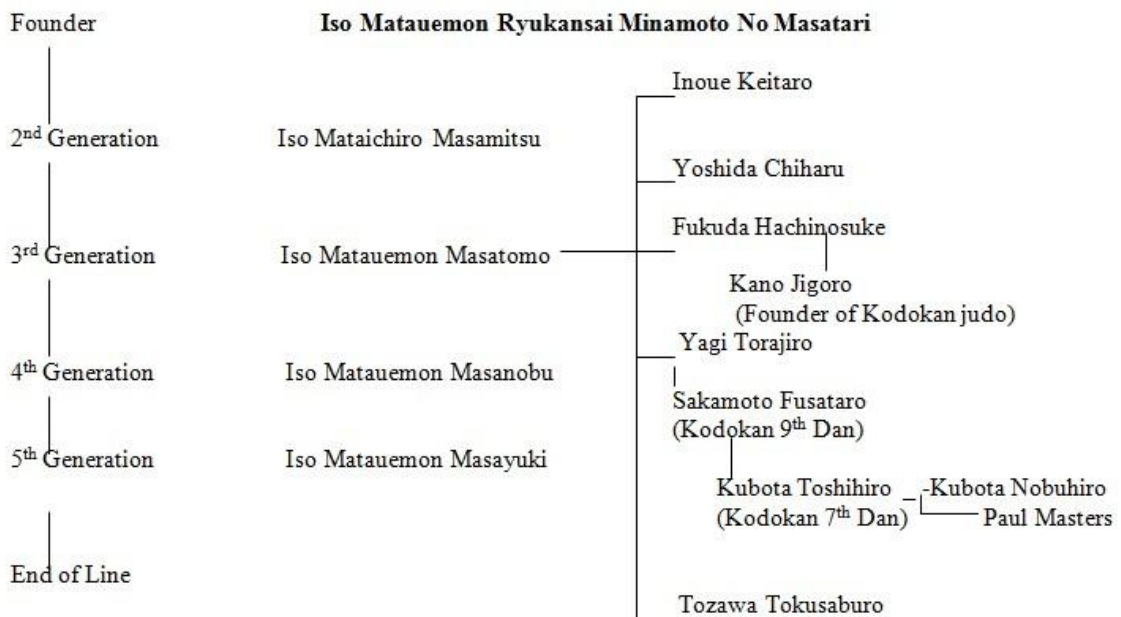 Founder
Iso Matauemon Ryukansai Minamoto No Masatari
Inoue Keitaro
2nd Generation
Iso Mataichiro Masamitsu
Yoshida Chiharu
Fukuda Hachinosuke
3rd Generation
Iso Matauemon Masatomo
Kano Jigoro
(Founder of Kodokan judo)
Yagi Torajiro
4th Generation
Iso Matauemon Masanobu
Sakamoto Fusataro
(Kodokan 9th Dan)
5th Generation
Iso Matauemon Masayuki
Kubota Toshihiro
-Kubota Nobuhiro
(Kodokan 7th Dan)
Paul Masters
End of Line
Tozawa Tokusaburo